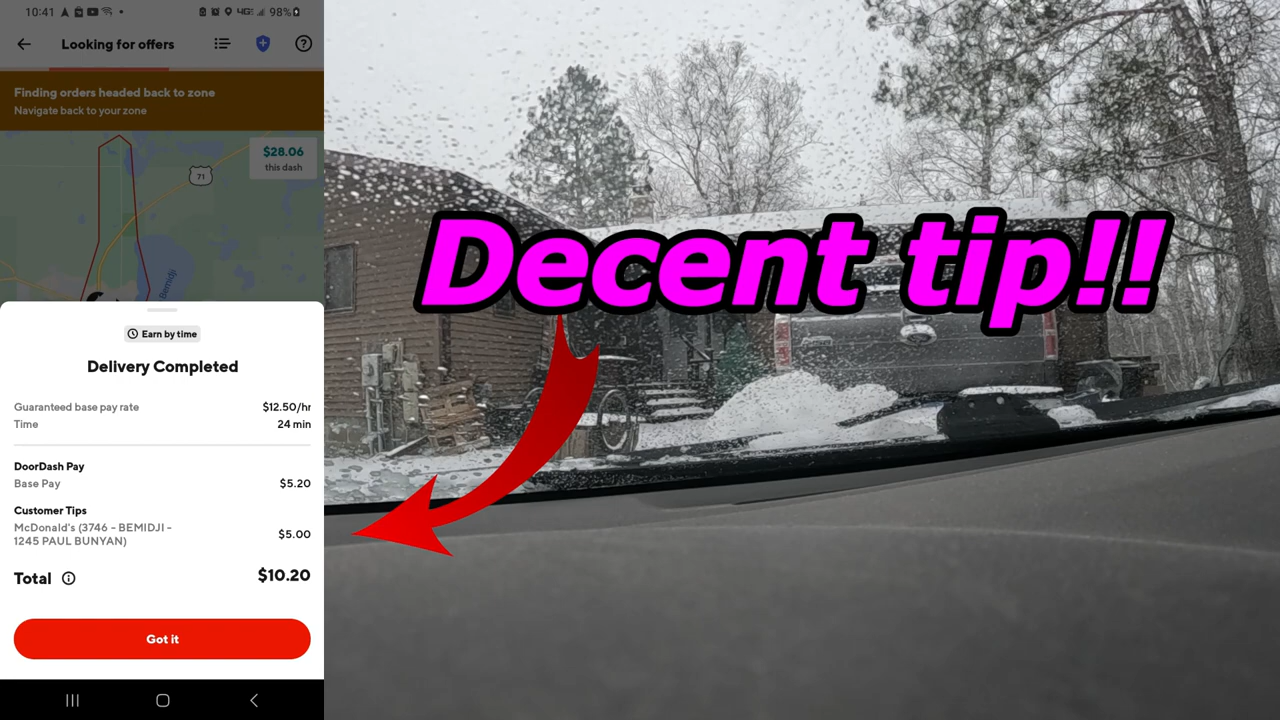 10:41
4GE
98%
Looking for offers
Finding orders headed back to zone
Navigate back to your zone
$28.06
this dash
71
Bemidji
Earn by time
Delivery Completed
Guaranteed base pay rate $12.50/hr
Time 24 min
DoorDash Pay
Base Pay $5.20
Customer Tips
McDonald's (3746 - BEMIDJI -
1245 PAUL BUNYAN) $5.00
Total $10.20
Got it
Decent tip!!